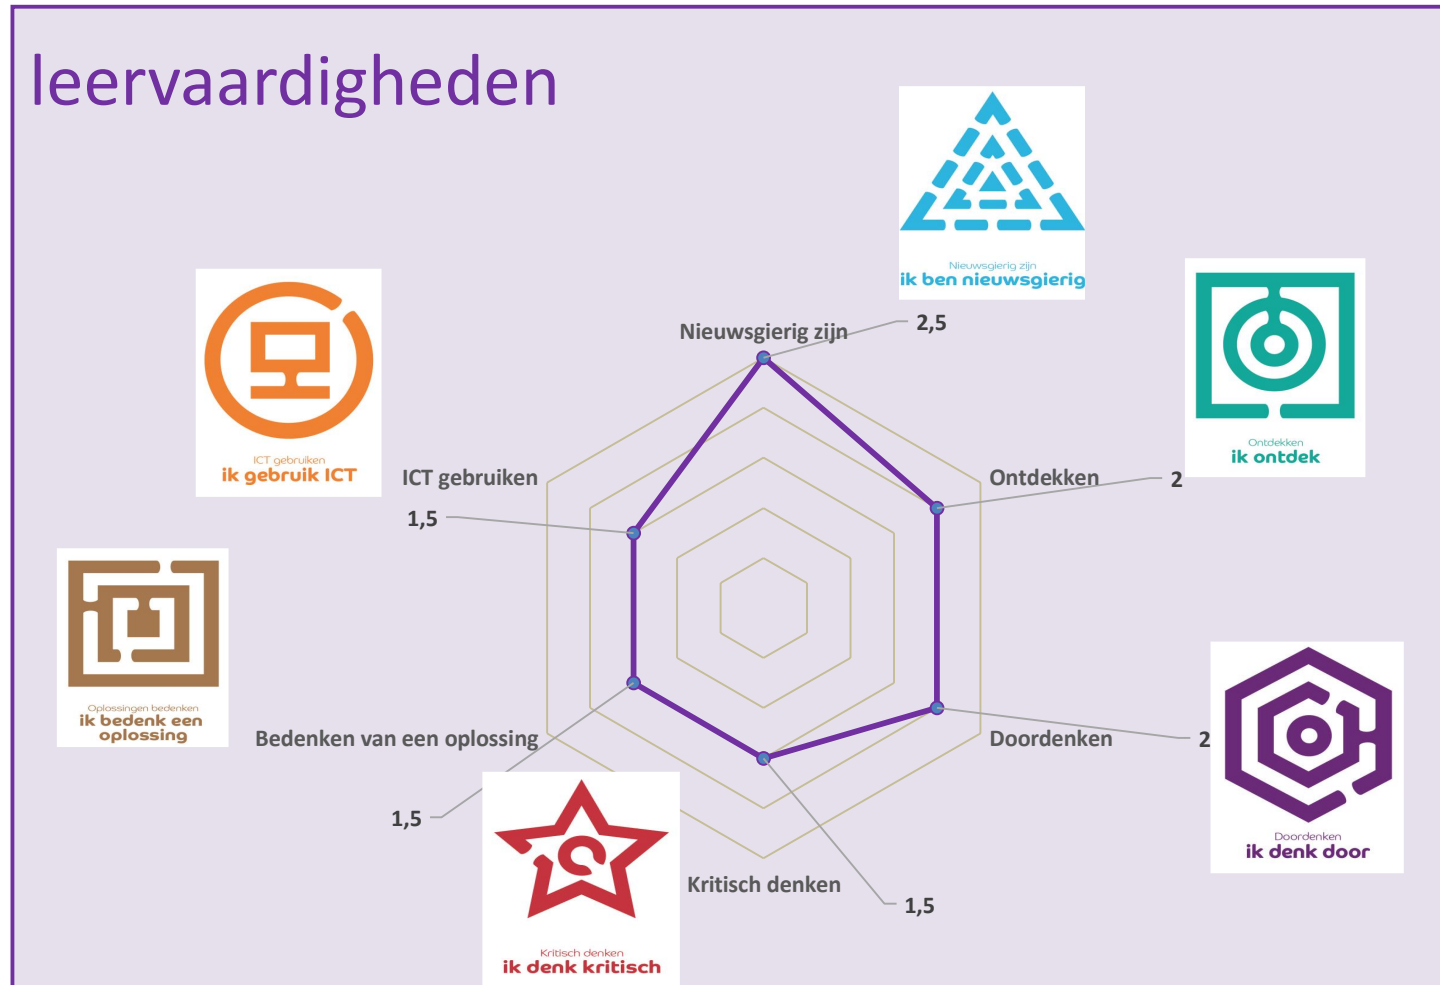 leervaardigheden
Nieuwsgierig zijn
ik ben nieuwsgierig
Nieuwsgierig zijn
2,5
Ontdekken
ik ontdek
Ontdekken
2
Doordenken
ik denk door
Doordenken
2
Kritisch denken
1,5
Kritisch denken
ik denk kritisch
Bedenken van een oplossing
1,5
Oplossingen bedenken
ik bedenk een
oplossing
ICT gebruiken
1,5
ICT gebruiken
ik gebruik ICT